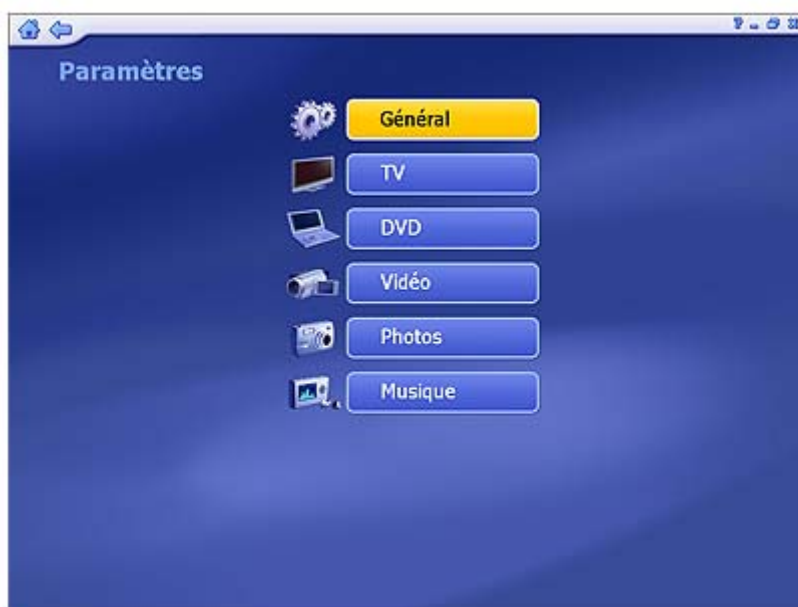 Paramètres
Général
TV
DVD
Vidéo
Photos
Musique